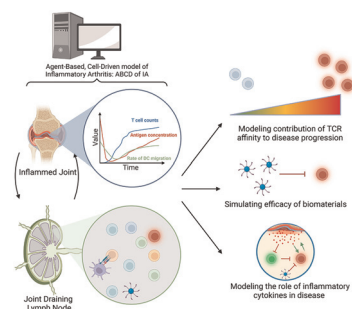 Agent-Based, Cell-Driven model of
Inflammatory Arthritis: ABCD of IA
Value
T cell counts
Antigen concentration
Rate of DC migration
Time
Inflammed Joint
Joint Draining
Lymph Node
Modeling contribution of TCR
affinity to disease progression
Simulating efficacy of biomaterials
Modeling the role of inflammatory
cytokines in disease